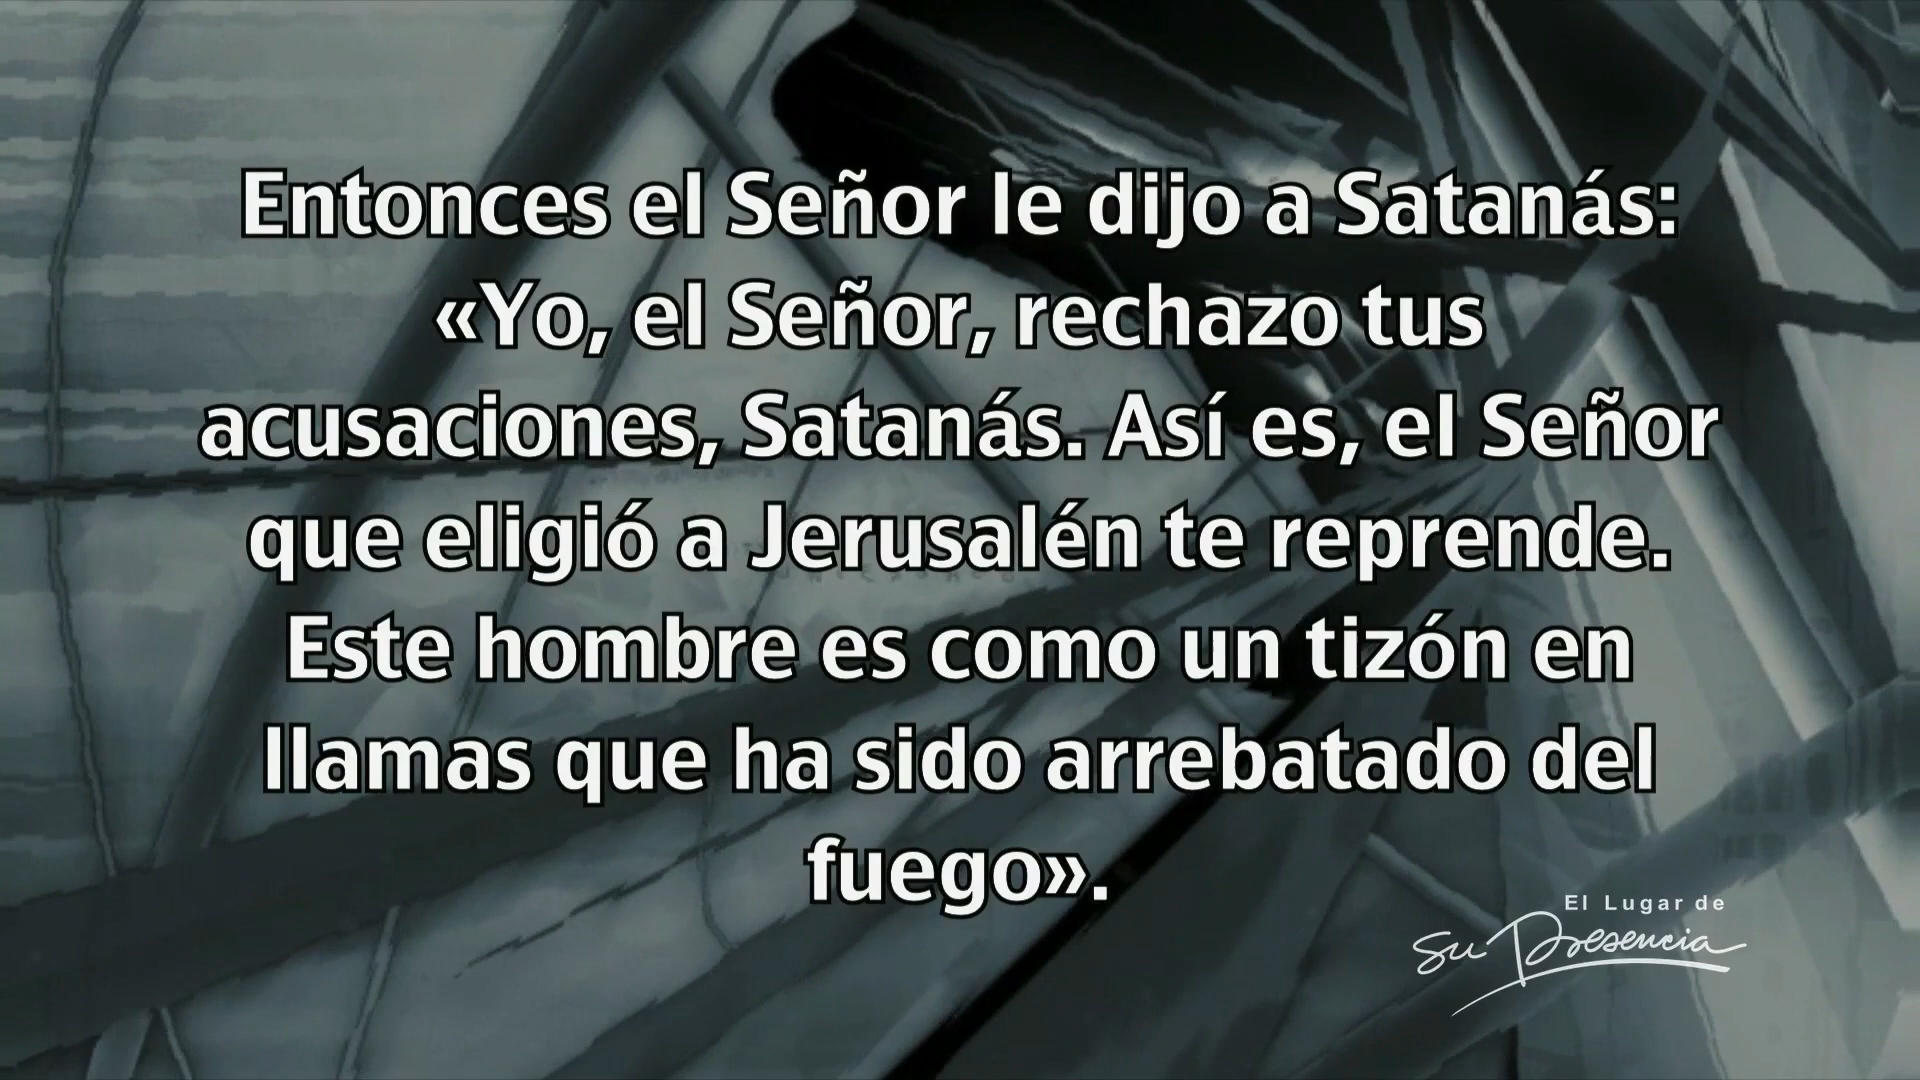 Entonces el Señor le dijo a Satanás:
«Yo, el Señor, rechazo tus
acusaciones, Satanás. Así es, el Señor
que eligió a Jerusalén te reprende.
Este hombre es como un tizón en
llamas que ha sido arrebatado del
fuego».
El Lugar de
Su Presencia